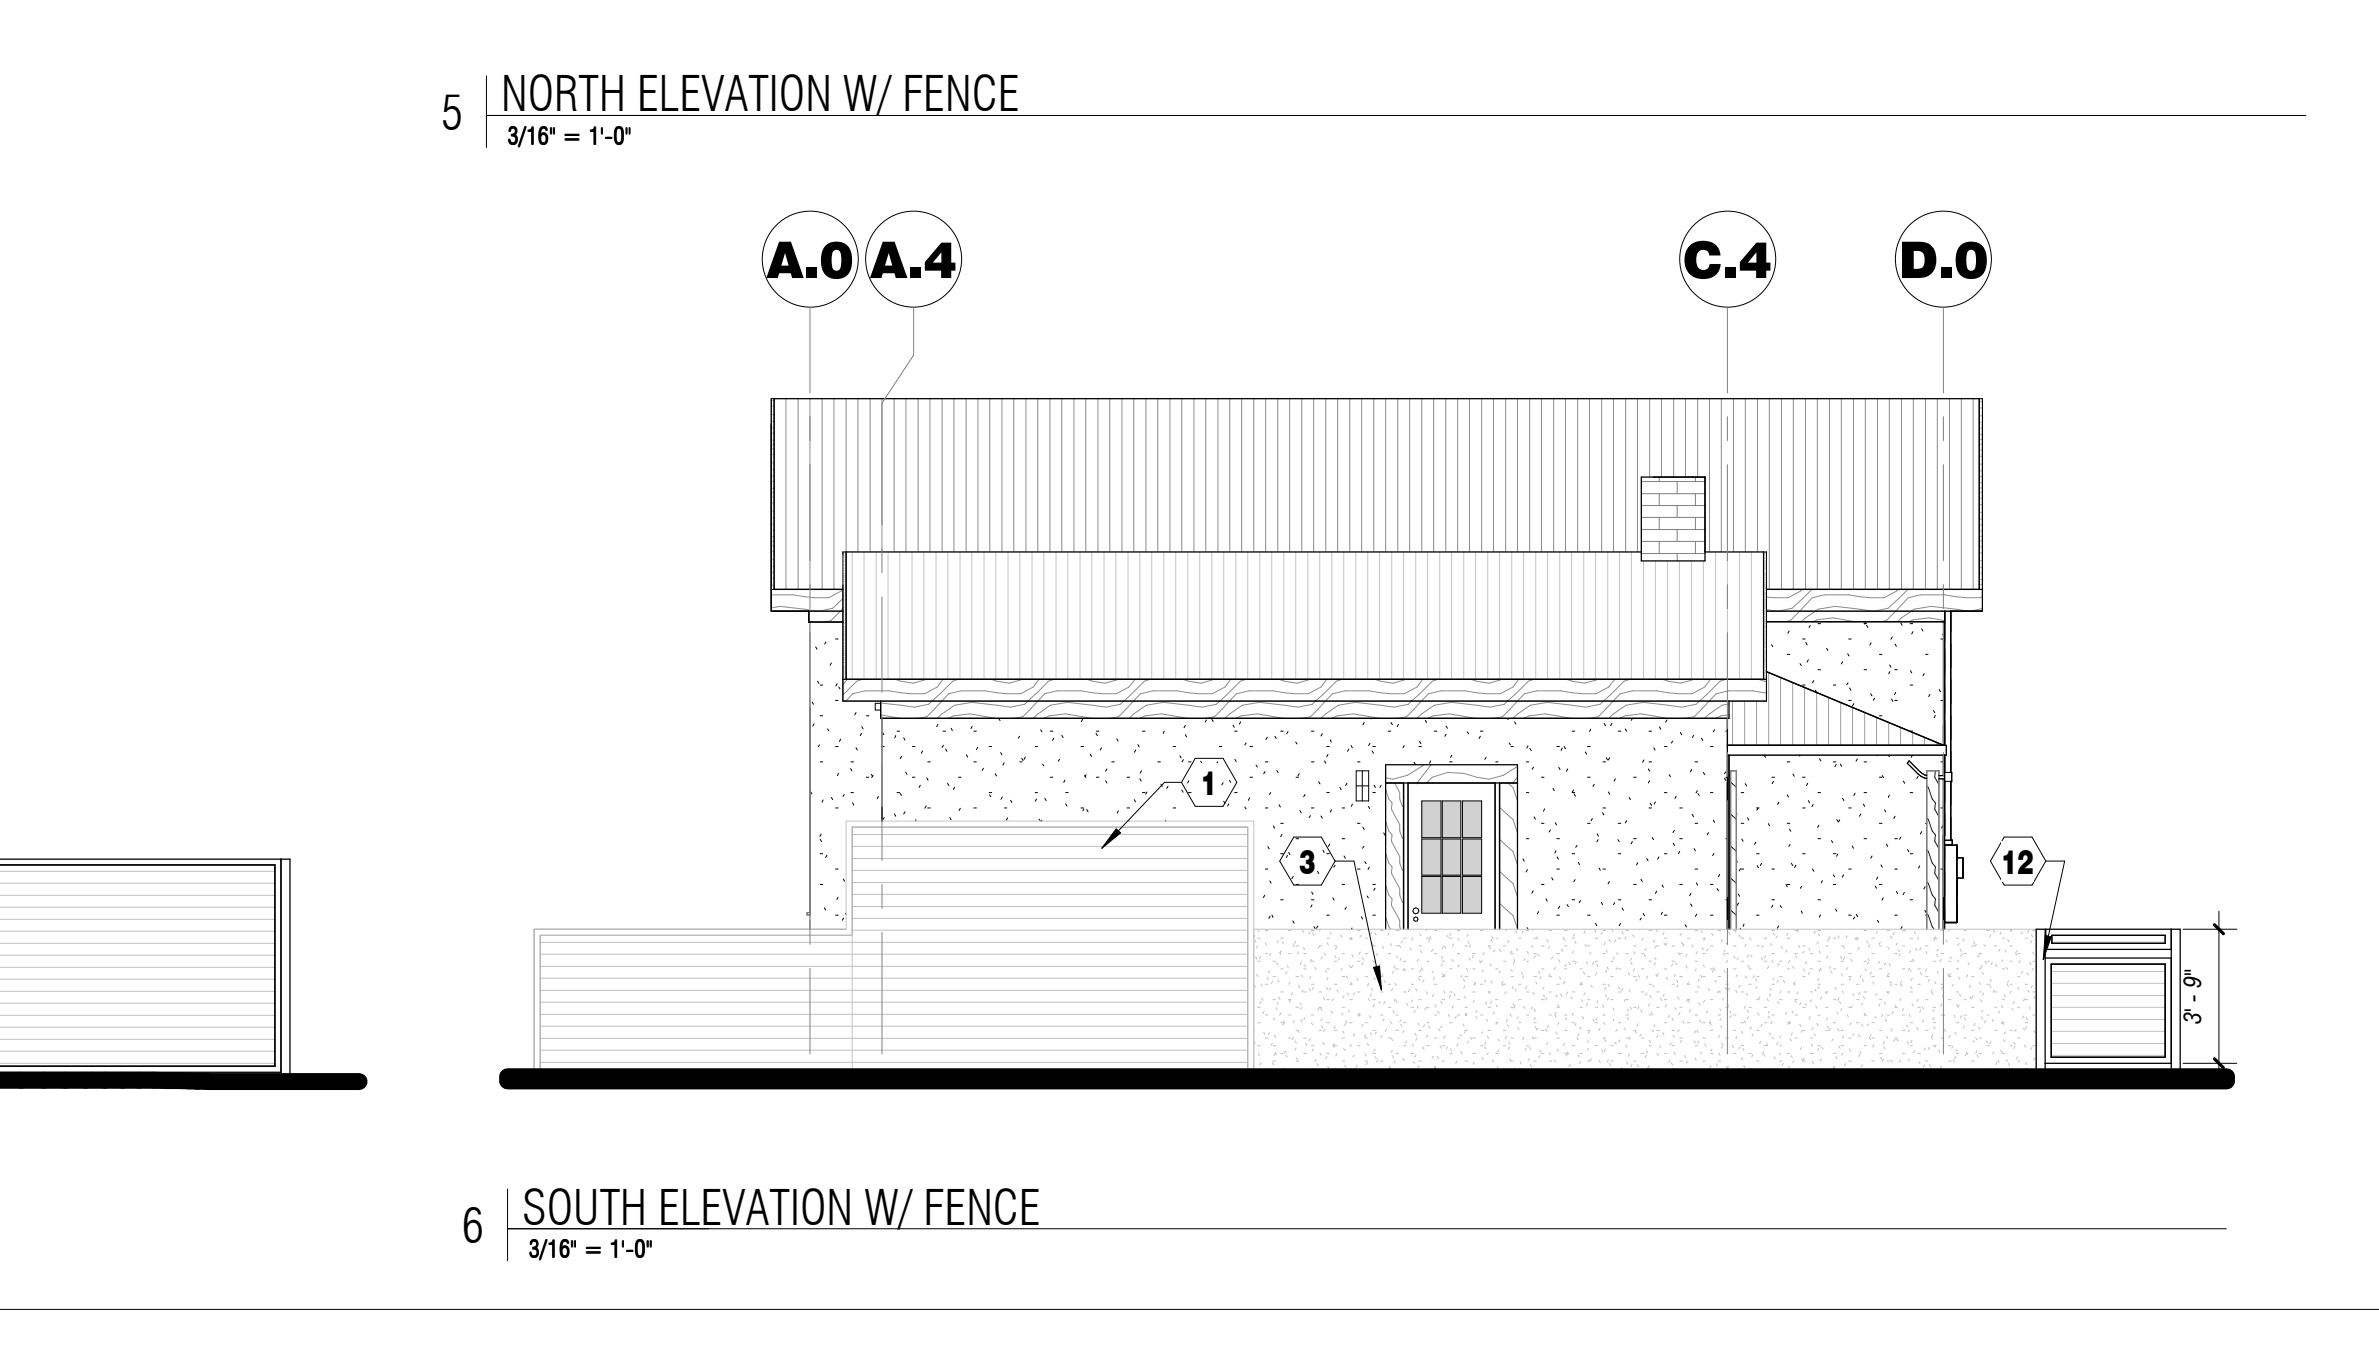 5 NORTH ELEVATION W/ FENCE
3/16" = 1'-0"
A.0 A.4 C.4 D.0
1
3
12
3' - 9"
6 SOUTH ELEVATION W/ FENCE
3/16" = 1'-0"